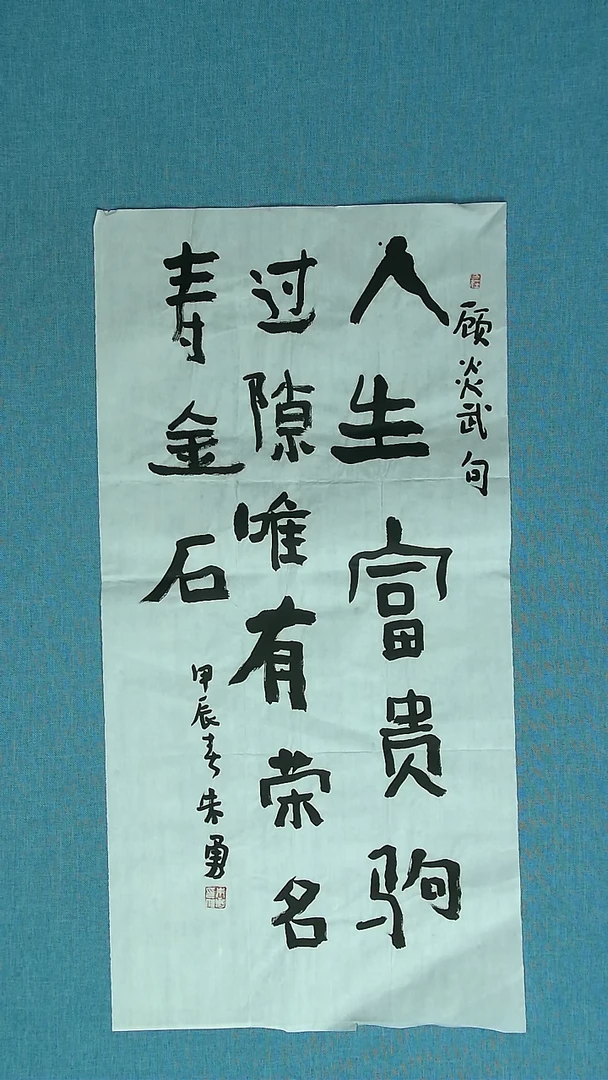 顾炎武句
人生富贵驹
过隙唯有荣名
寿金石
甲辰春朱勇